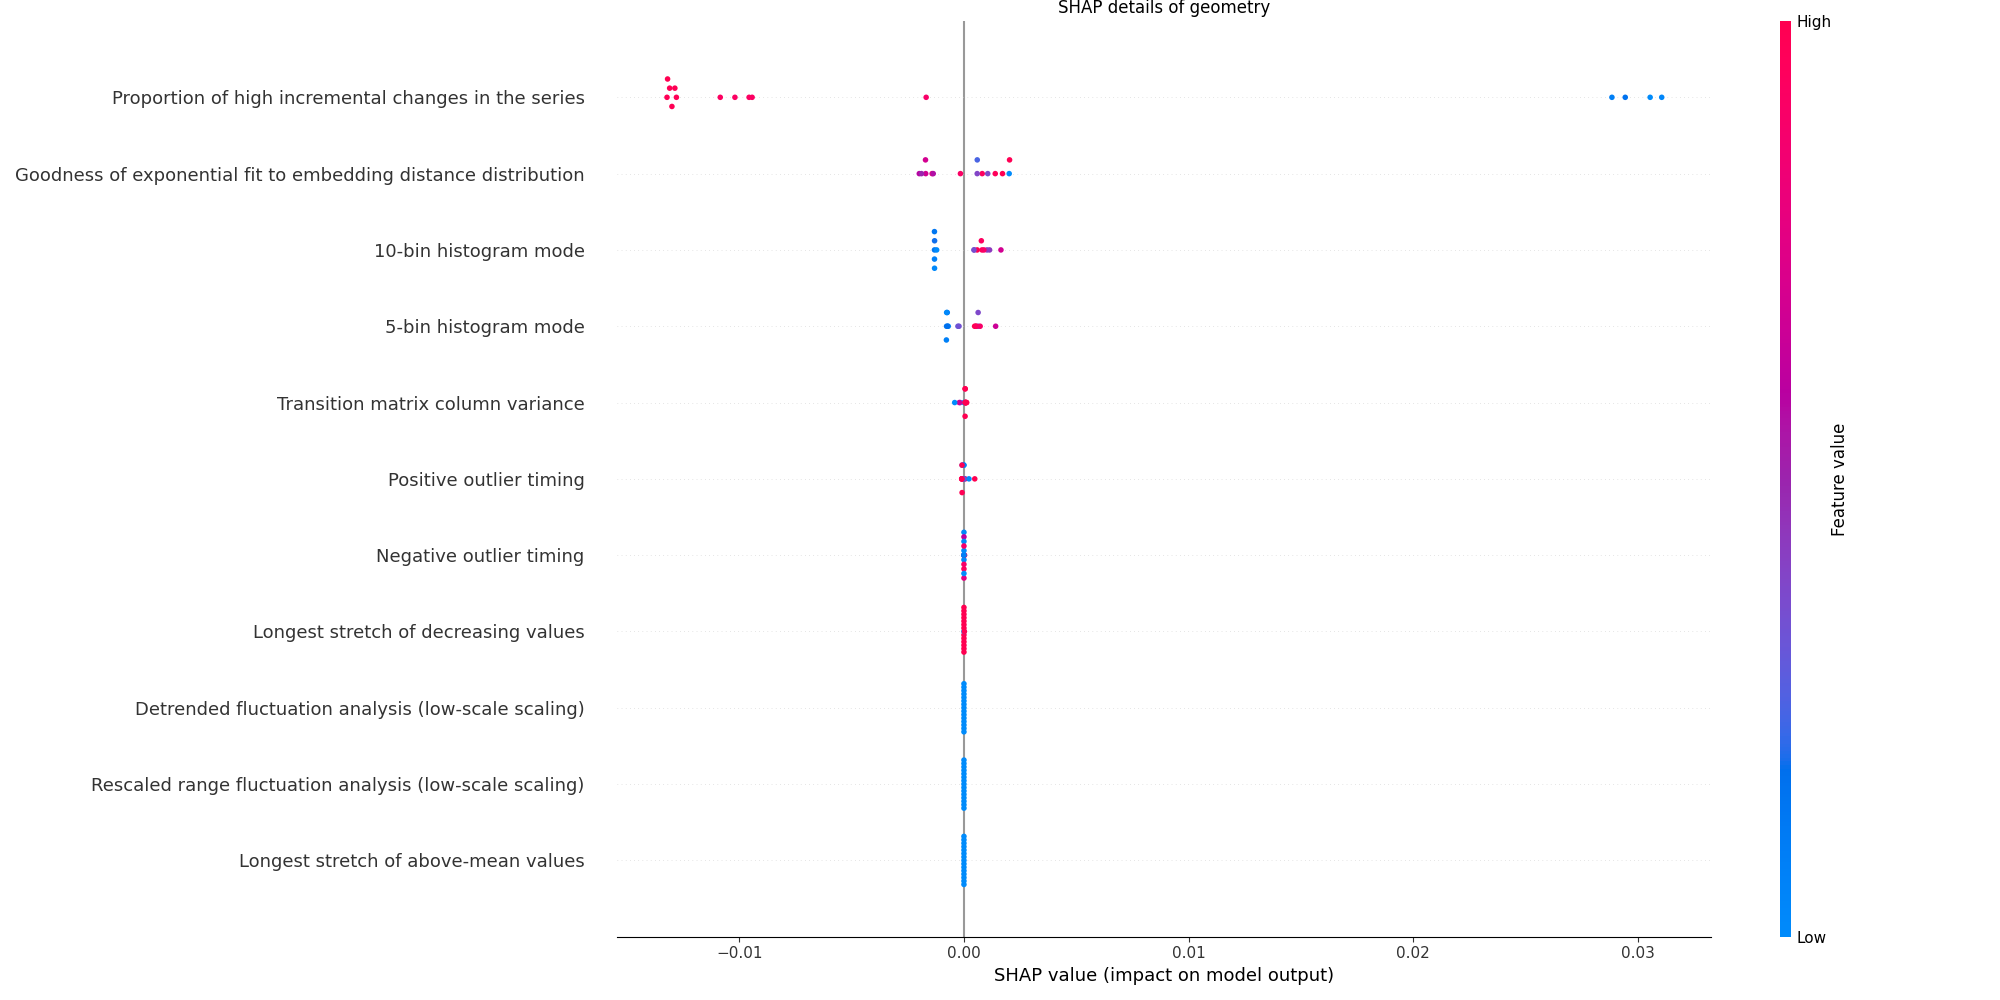 SHAP details of geometry
High
Proportion of high incremental changes in the series
Goodness of exponential fit to embedding distance distribution
10-bin histogram mode
5-bin histogram mode
Transition matrix column variance
Positive outlier timing
Negative outlier timing
Longest stretch of decreasing values
Detrended fluctuation analysis (low-scale scaling)
Rescaled range fluctuation analysis (low-scale scaling)
Longest stretch of above-mean values
Feature value
Low
−0.01 0.00 0.01 0.02 0.03
SHAP value (impact on model output)